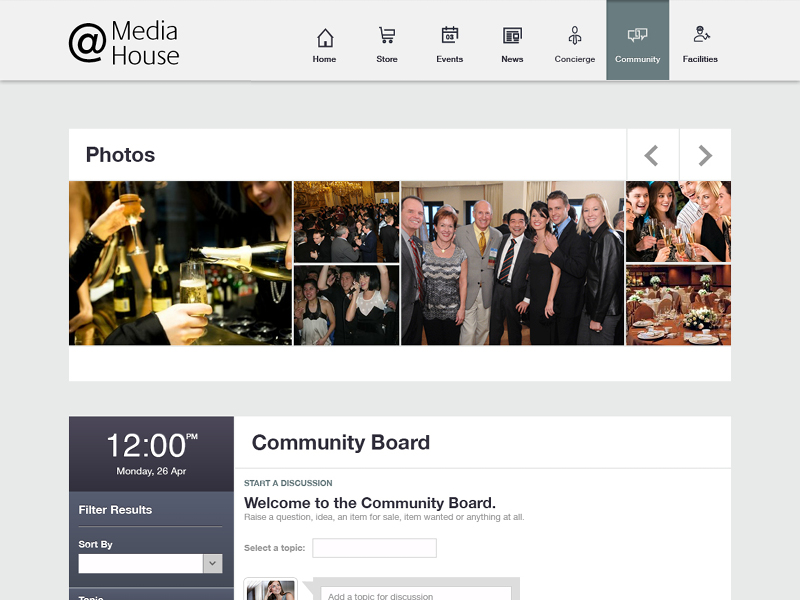 @ Media
House
Home
Store
03
Events
News
Concierge
Community
Facilities
Photos
12:00 PM
Monday, 26 Apr
Filter Results
Sort By
Topic
Community Board
START A DISCUSSION
Welcome to the Community Board.
Raise a question, idea, an item for sale, item wanted or anything at all.
Select a topic:
Add a topic for discussion